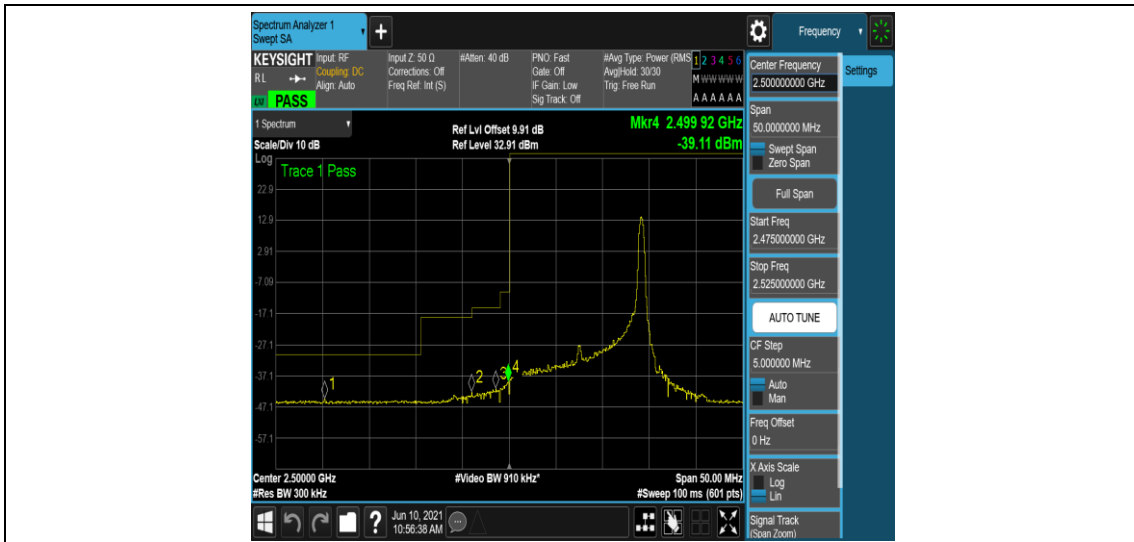 Spectrum Analyzer 1
Swept SA
+
Frequency
KEYSIGHT
RL
LXI
PASS
Input: RF
Coupling: DC
Align: Auto
Input Z: 50 Ω
Corrections: Off
Freq Ref: Int (S)
#Atten: 40 dB
PNO: Fast
Gate: Off
IF Gain: Low
Sig Track: Off
#Avg Type: Power (RMS
Avg|Hold: 30/30
Trig: Free Run
1 2 3 4 5 6
M W W W W W
A A A A A A
1 Spectrum
Scale/Div 10 dB
Ref Lvl Offset 9.91 dB
Ref Level 32.91 dBm
Mkr4 2.499 92 GHz
-39.11 dBm
Log
Trace 1 Pass
22.9
12.9
2.91
-7.09
-17.1
-27.1
-37.1
-47.1
-57.1
1
2
3
4
Center 2.50000 GHz
#Res BW 300 kHz
#Video BW 910 kHz*
Span 50.00 MHz
#Sweep 100 ms (601 pts)
Center Frequency
2.500000000 GHz
Settings
Span
50.0000000 MHz
Swept Span
Zero Span
Full Span
Start Freq
2.475000000 GHz
Stop Freq
2.525000000 GHz
AUTO TUNE
CF Step
5.000000 MHz
Auto
Man
Freq Offset
0 Hz
X Axis Scale
Log
Lin
Signal Track
(Span Zoom)
?
Jun 10, 2021
10:56:38 AM